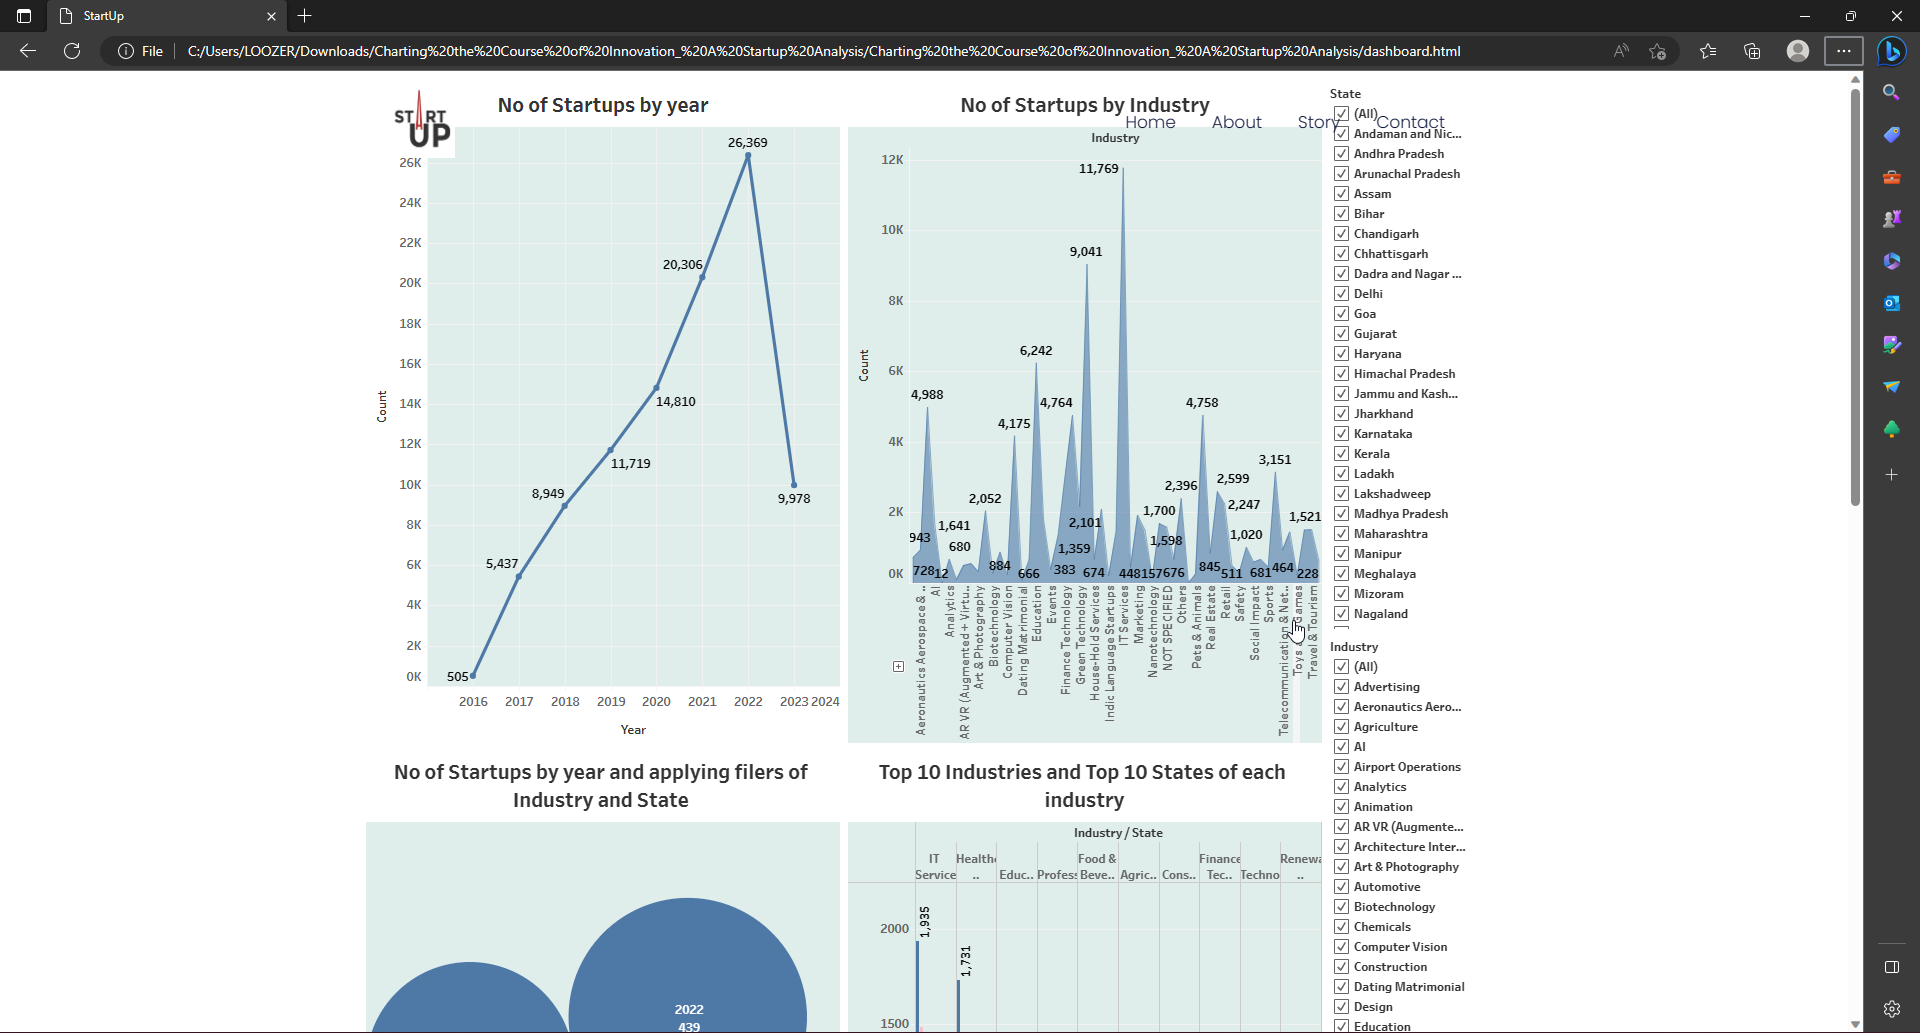 StartUp
File
C:/Users/LOOZER/Downloads/Charting%20the%20Course%20of%20Innovation_%20A%20Startup%20Analysis/Charting%20the%20Course%20of%20Innovation_%20A%20Startup%20Analysis/dashboard.html
START
UP
Home About Story Contact
No of Startups by year
26K
24K
22K
20K
18K
16K
14K
12K
10K
8K
6K
4K
2K
0K
Count
505
5,437
8,949
11,719
14,810
20,306
26,369
9,978
2016 2017 2018 2019 2020 2021 2022 2023 2024
Year
No of Startups by Industry
Industry
12K
10K
8K
6K
4K
2K
0K
Count
943
728
4,988
12
1,641
680
2,052
884
4,175
666
6,242
383
1,359
4,764
2,101
9,041
674
11,769
448
1,700
157
1,598
676
2,396
4,758
845
2,599
2,247
511
1,020
681
3,151
464
1,521
228
Aeronautics Aerospace & ..
AI
Analytics
AR VR (Augmented + Virtu..
Art & Photography
Biotechnology
Computer Vision
Dating Matrimonial
Education
Events
Finance Technology
Green Technology
House-Hold Services
Indic Language Startups
IT Services
Marketing
Nanotechnology
NOT SPECIFIED
Others
Pets & Animals
Real Estate
Retail
Safety
Social Impact
Sports
Telecommunication & Net..
Toys & Games
Travel & Tourism
State
(All)
Andaman and Nic...
Andhra Pradesh
Arunachal Pradesh
Assam
Bihar
Chandigarh
Chhattisgarh
Dadra and Nagar ...
Delhi
Goa
Gujarat
Haryana
Himachal Pradesh
Jammu and Kash...
Jharkhand
Karnataka
Kerala
Ladakh
Lakshadweep
Madhya Pradesh
Maharashtra
Manipur
Meghalaya
Mizoram
Nagaland
Industry
(All)
Advertising
Aeronautics Aero...
Agriculture
AI
Airport Operations
Analytics
Animation
AR VR (Augmente...
Architecture Inter...
Art & Photography
Automotive
Biotechnology
Chemicals
Computer Vision
Construction
Dating Matrimonial
Design
Education
No of Startups by year and applying filers of
Industry and State
2022
439
Top 10 Industries and Top 10 States of each
industry
Industry / State
IT
Service
Healthc
..
Educ..
Profess
Food &
Beve..
Agric..
Cons..
Finance
Tec..
Techno
Renewa
..
2000
1500
1,935
1,731